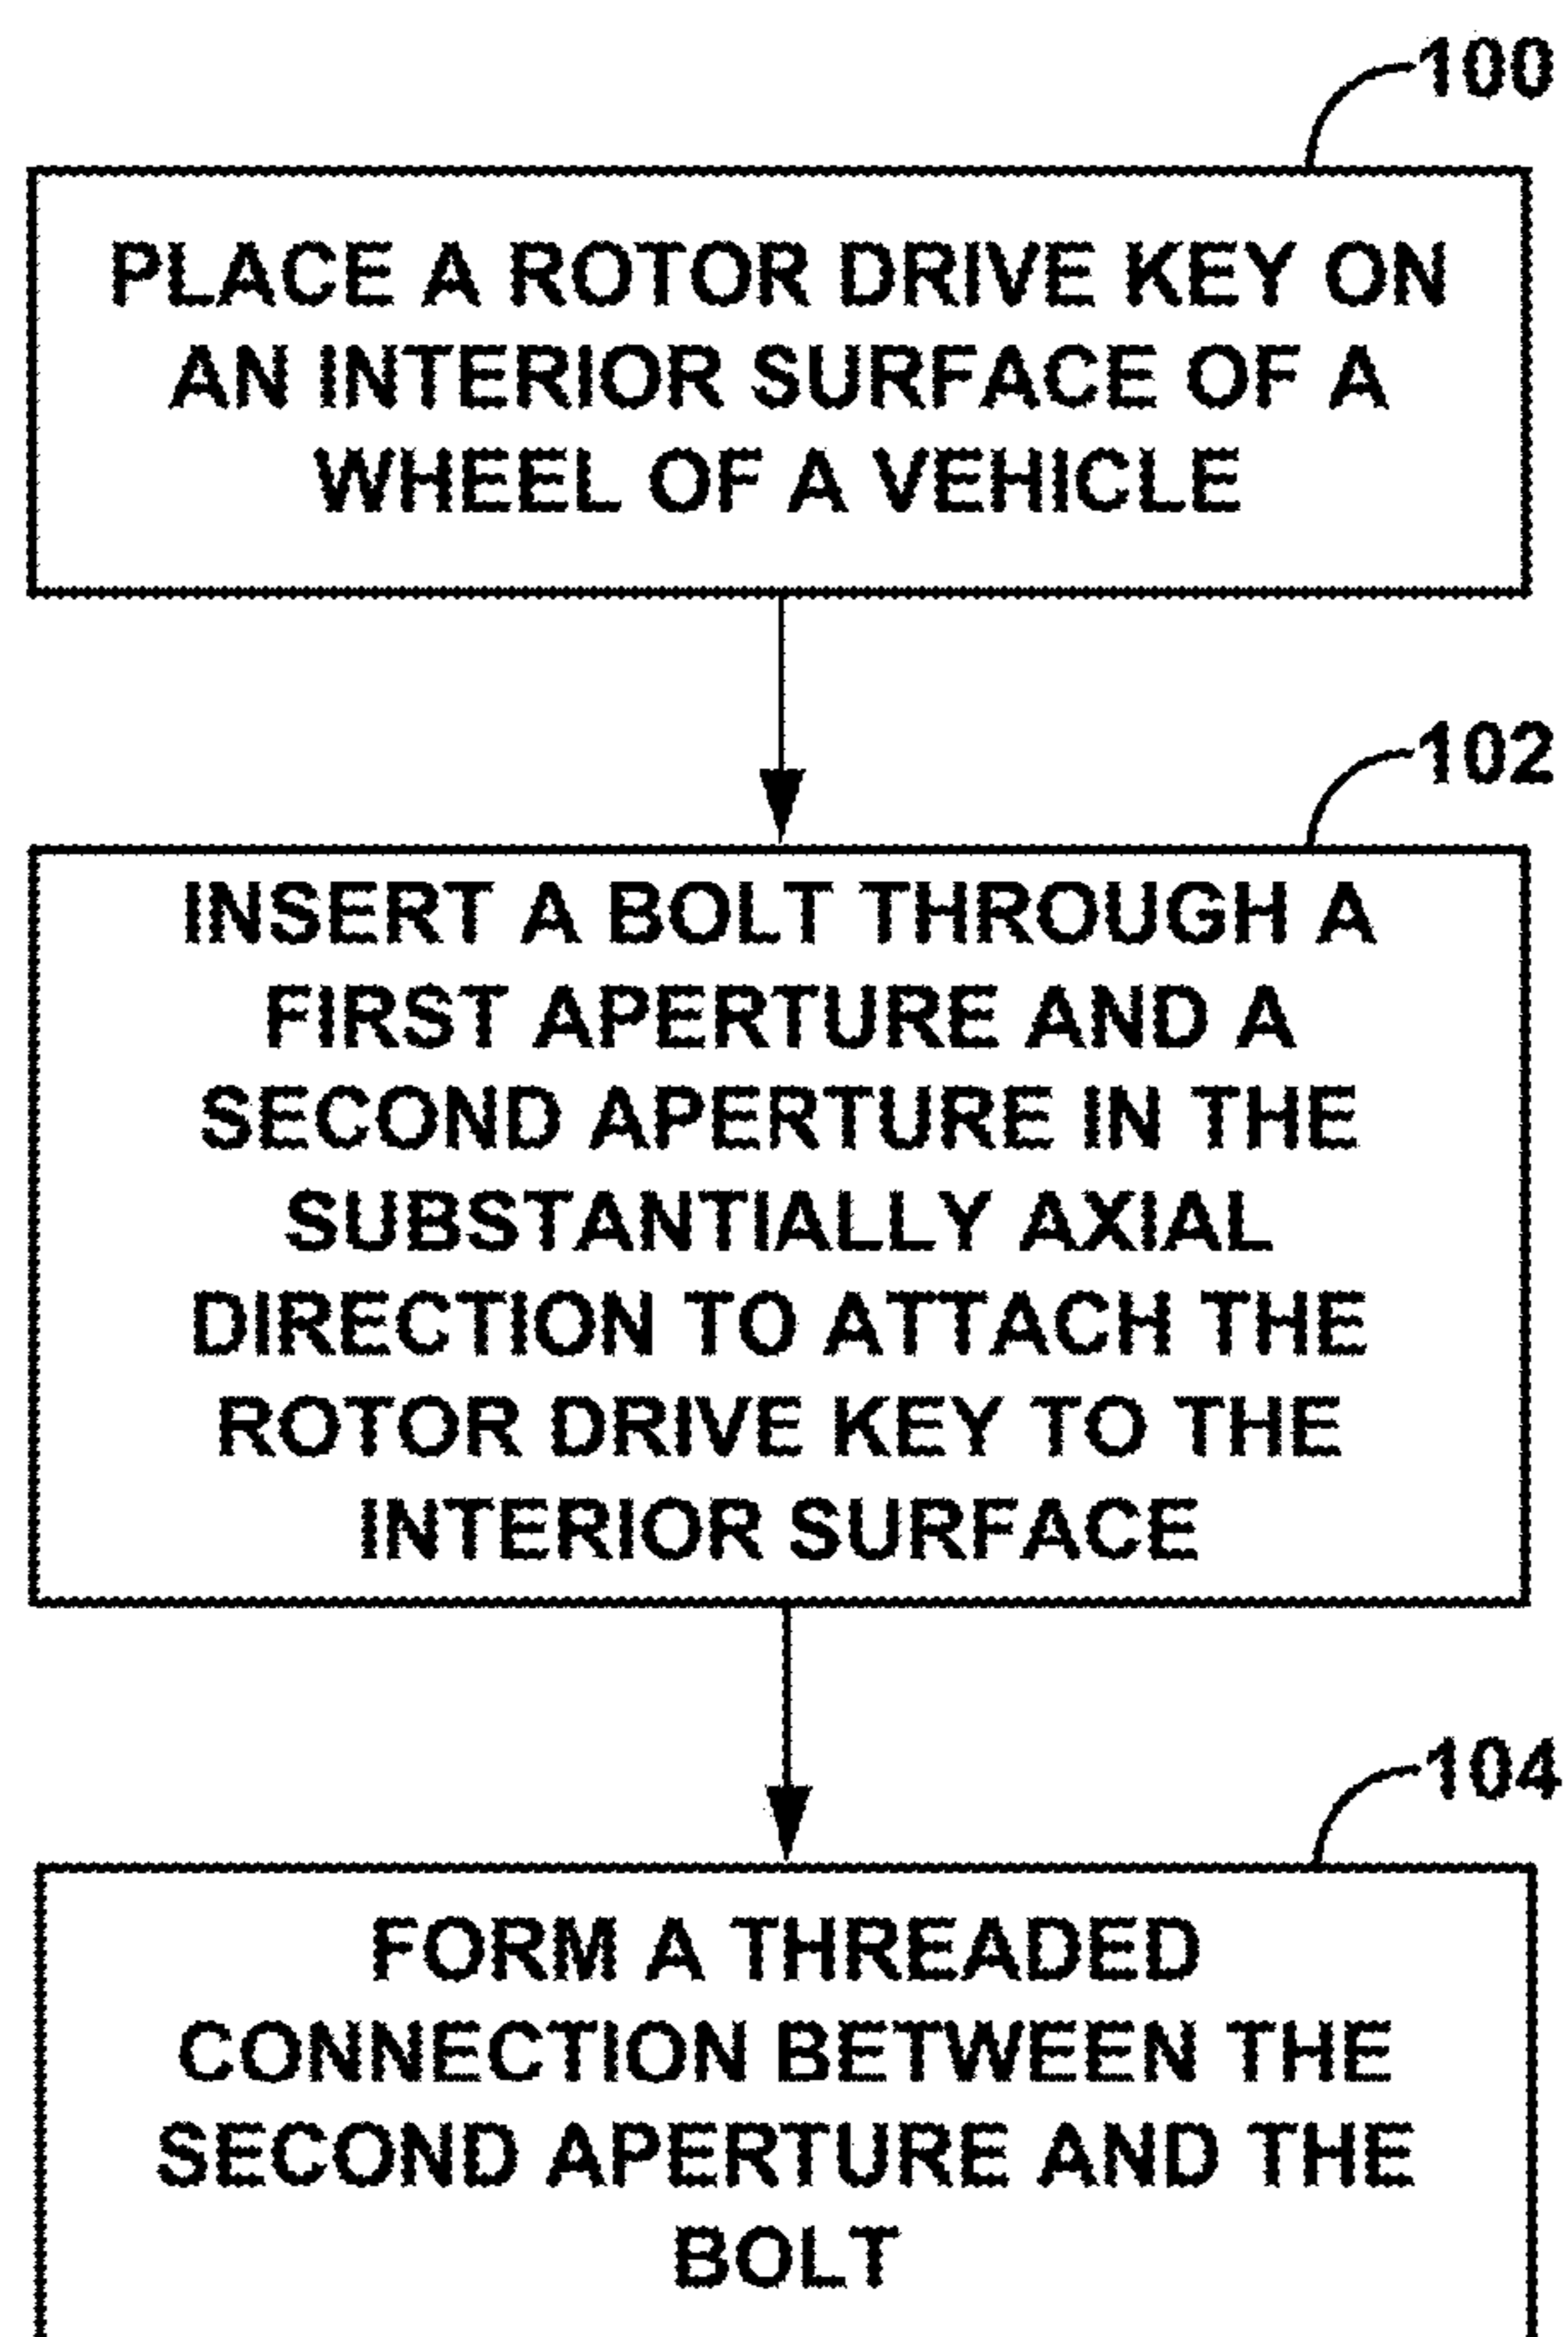 100
PLACE A ROTOR DRIVE KEY ON
AN INTERIOR SURFACE OF A
WHEEL OF A VEHICLE
102
INSERT A BOLT THROUGH A
FIRST APERTURE AND A
SECOND APERTURE IN THE
SUBSTANTIALLY AXIAL
DIRECTION TO ATTACH THE
ROTOR DRIVE KEY TO THE
INTERIOR SURFACE
104
FORM A THREADED
CONNECTION BETWEEN THE
SECOND APERTURE AND THE
BOLT